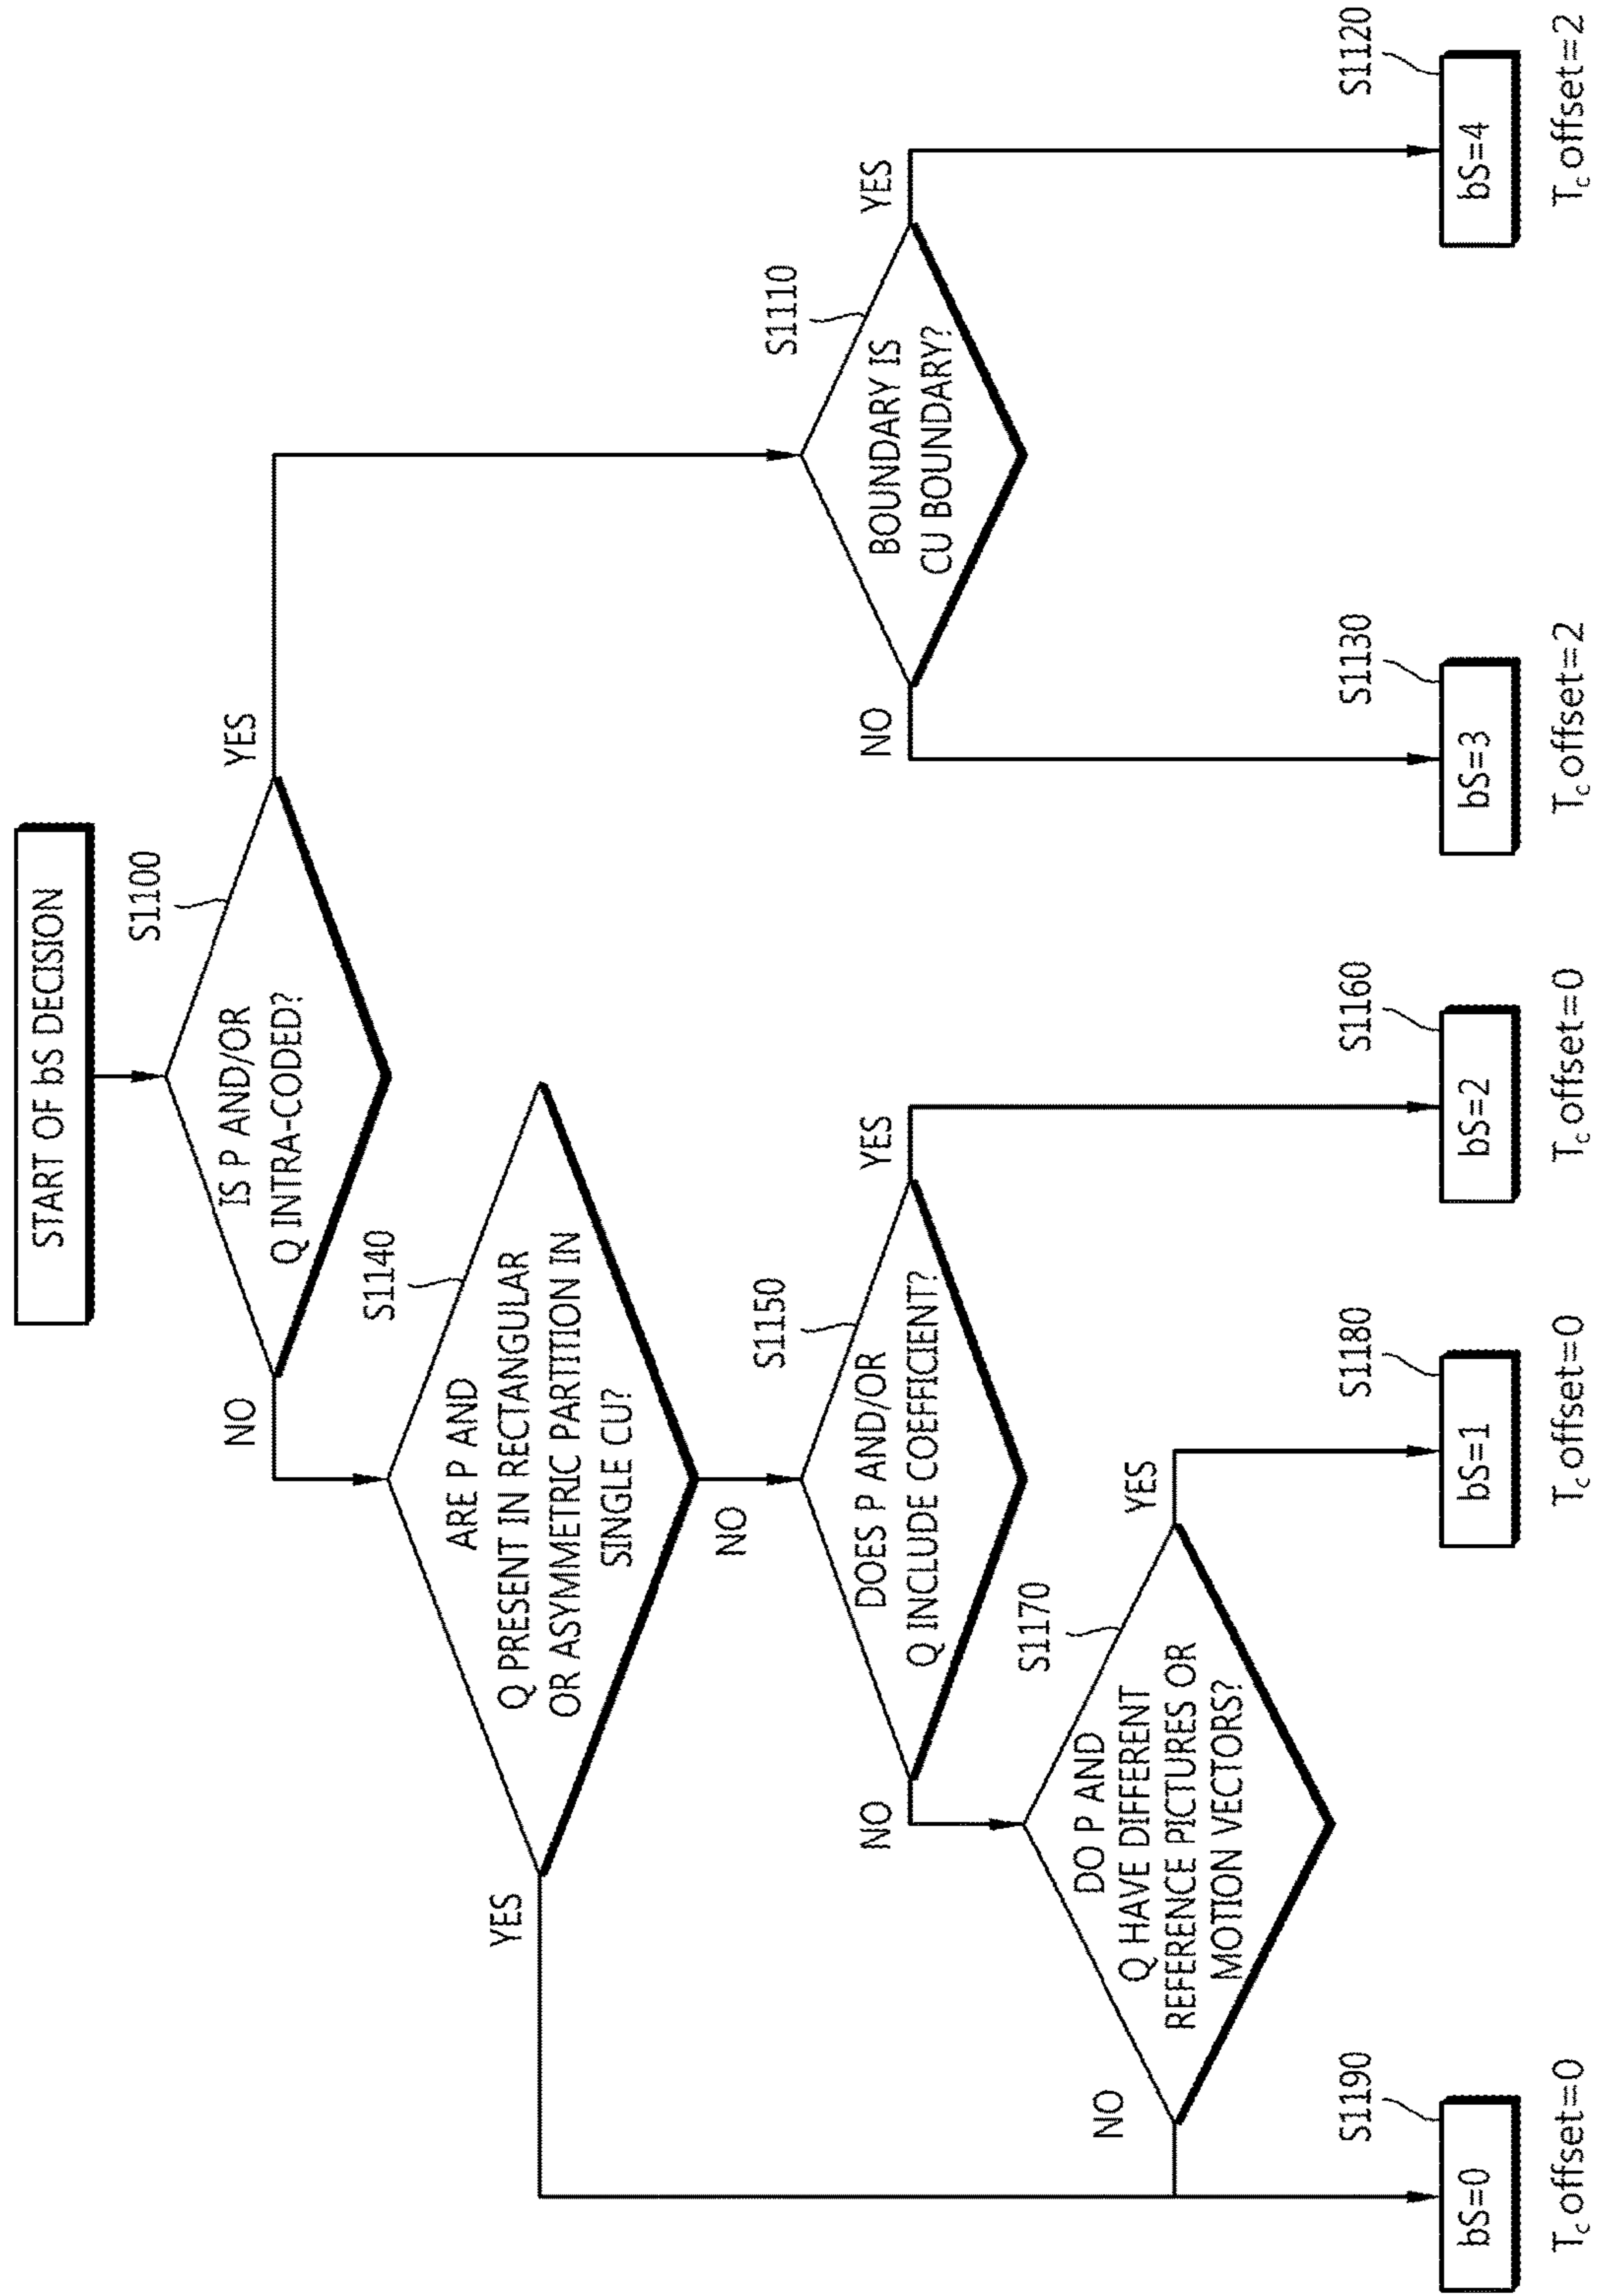 START OF bS DECISION
S1100
IS P AND/OR
Q INTRA-CODED?
NO
YES
S1140
ARE P AND
Q PRESENT IN RECTANGULAR
OR ASYMMETRIC PARTITION IN
SINGLE CU?
YES
NO
S1150
DOES P AND/OR
Q INCLUDE COEFFICIENT?
NO
YES
S1110
BOUNDARY IS
CU BOUNDARY?
NO
YES
S1170
DO P AND
Q HAVE DIFFERENT
REFERENCE PICTURES OR
MOTION VECTORS?
NO
YES
S1190
bS=0
Tc offset=0
S1180
bS=1
Tc offset=0
S1160
bS=2
Tc offset=0
S1130
bS=3
Tc offset=2
S1120
bS=4
Tc offset=2